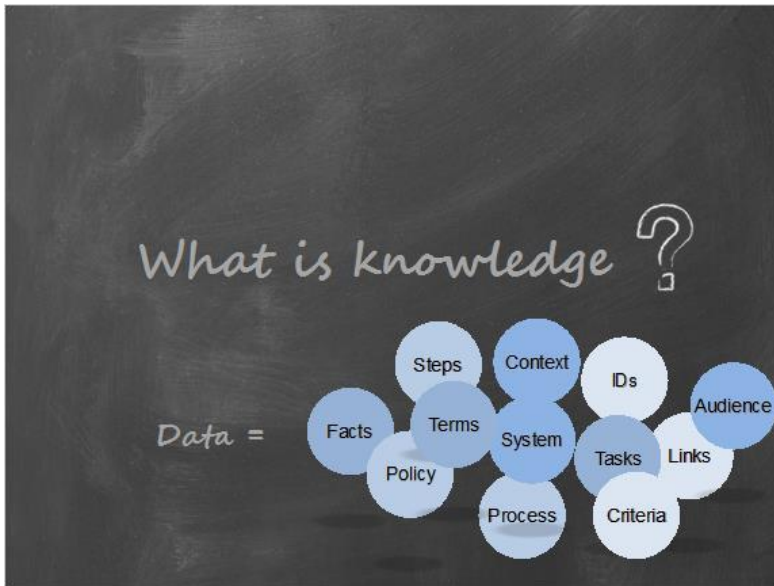 What is knowledge ?
Steps
Context
IDs
Audience
Data =
Facts
Terms
System
Tasks
Links
Policy
Process
Criteria